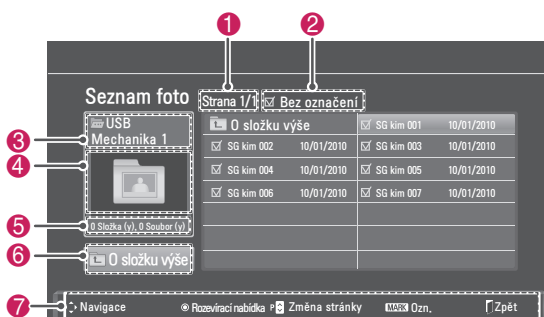 1 2
Seznam foto Strana 1/1 Bez označení
3 USB
Mechanika 1
4
5 0 Složka (y), 0 Soubor (y)
6 O složku výše
O složku výše SG kim 001 10/01/2010
SG kim 002 10/01/2010 SG kim 003 10/01/2010
SG kim 004 10/01/2010 SG kim 005 10/01/2010
SG kim 006 10/01/2010 SG kim 007 10/01/2010
7 Navigace Rozevírací nabídka P Změna stránky MARK Ozn. Zpět